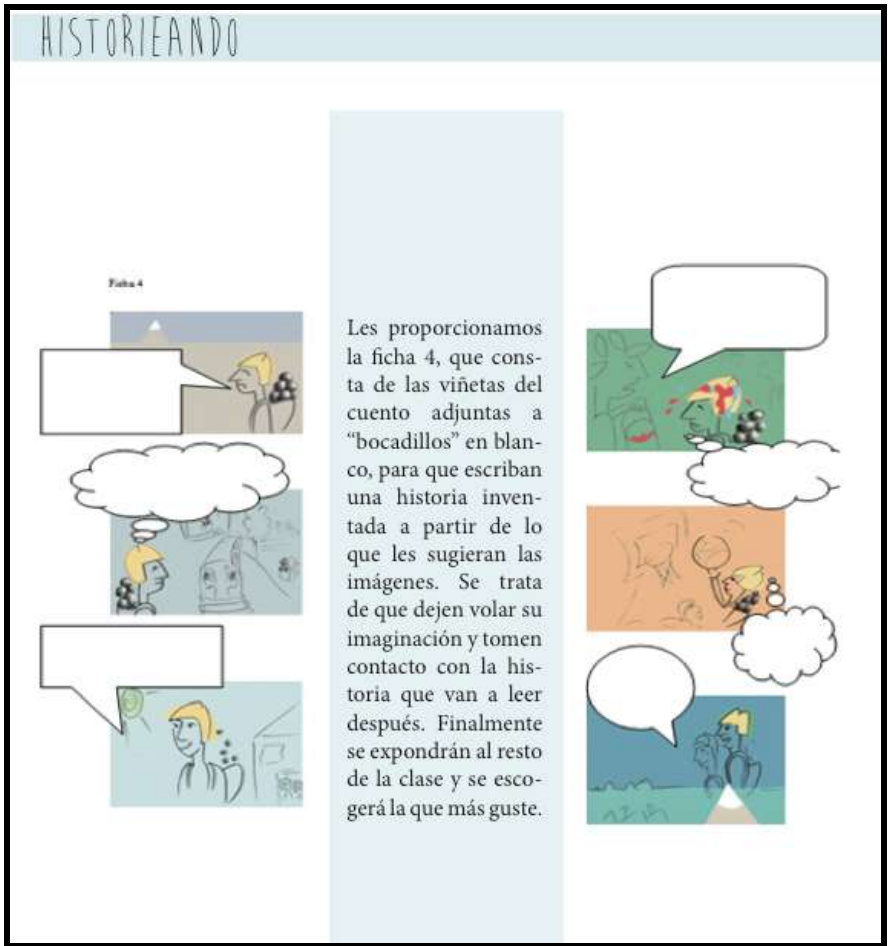 HISTORIEANDO
Ficha 4
Les proporcionamos
la ficha 4, que cons-
ta de las viñetas del
cuento adjuntas a
“bocadillos” en blan-
co, para que escriban
una historia inven-
tada a partir de lo
que les sugieran las
imágenes. Se trata
de que dejen volar su
imaginación y tomen
contacto con la his-
toria que van a leer
después. Finalmente
se expondrán al resto
de la clase y se esco-
gerá la que más guste.